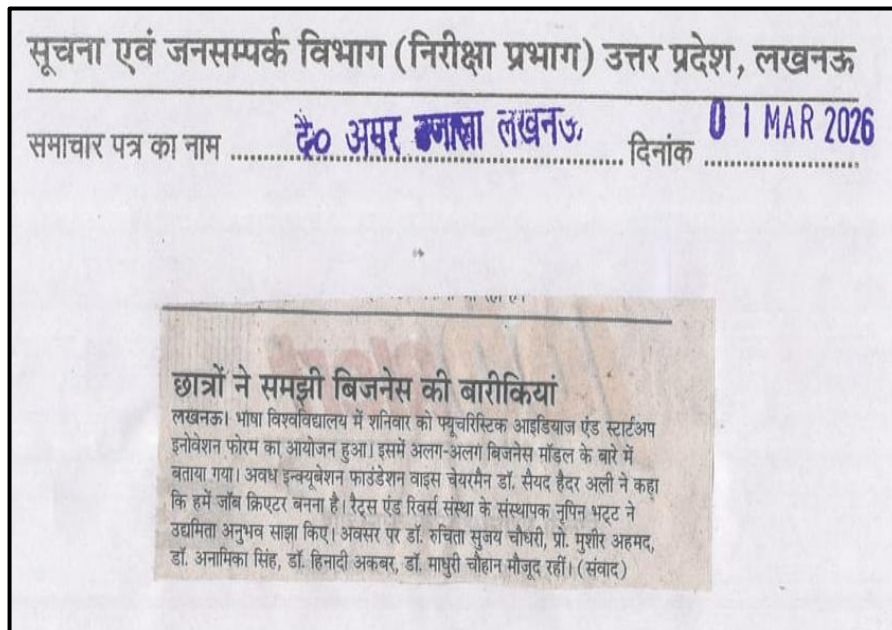 सूचना एवं जनसम्पर्क विभाग (निरीक्षा प्रभाग) उत्तर प्रदेश, लखनऊ
समाचार पत्र का नाम दै० अमर उजाला लखनऊ दिनांक 0 1 MAR 2026
छात्रों ने समझी बिजनेस की बारीकियां
लखनऊ। भाषा विश्वविद्यालय में शनिवार को फ्यूचरिस्टिक आइडियाज एंड स्टार्टअप
इनोवेशन फोरम का आयोजन हुआ। इसमें अलग-अलग बिजनेस मॉडल के बारे में
बताया गया। अवध इन्क्यूबेशन फाउंडेशन वाइस चेयरमैन डॉ. सैयद हैदर अली ने कहा
कि हमें जॉब क्रिएटर बनना है। रैट्स एंड रिवर्स संस्था के संस्थापक नृपिन भट्ट ने
उद्यमिता अनुभव साझा किए। अवसर पर डॉ. रुचिता सुजय चौधरी, प्रो. मुशीर अहमद,
डॉ. अनामिका सिंह, डॉ. हिनादी अकबर, डॉ. माधुरी चौहान मौजूद रहीं। (संवाद)